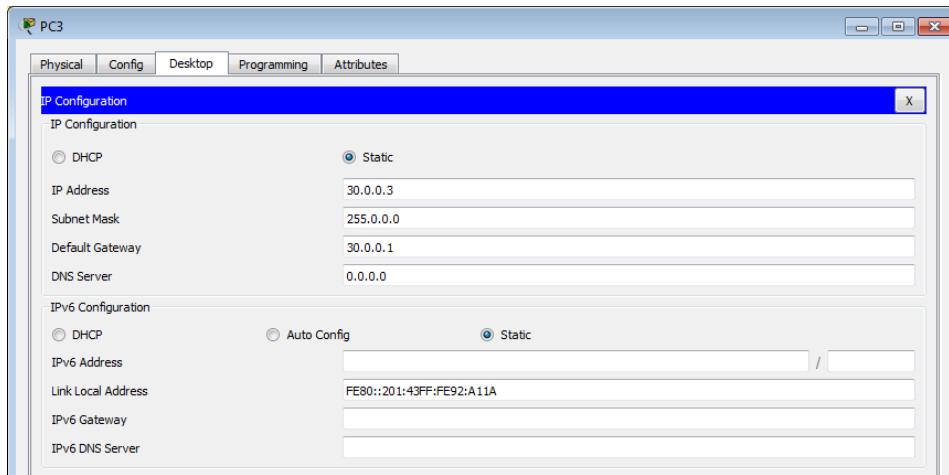 PC3
Physical Config Desktop Programming Attributes
IP Configuration X
IP Configuration
DHCP Static
IP Address 30.0.0.3
Subnet Mask 255.0.0.0
Default Gateway 30.0.0.1
DNS Server 0.0.0.0
IPv6 Configuration
DHCP Auto Config Static
IPv6 Address /
Link Local Address FE80::201:43FF:FE92:A11A
IPv6 Gateway
IPv6 DNS Server